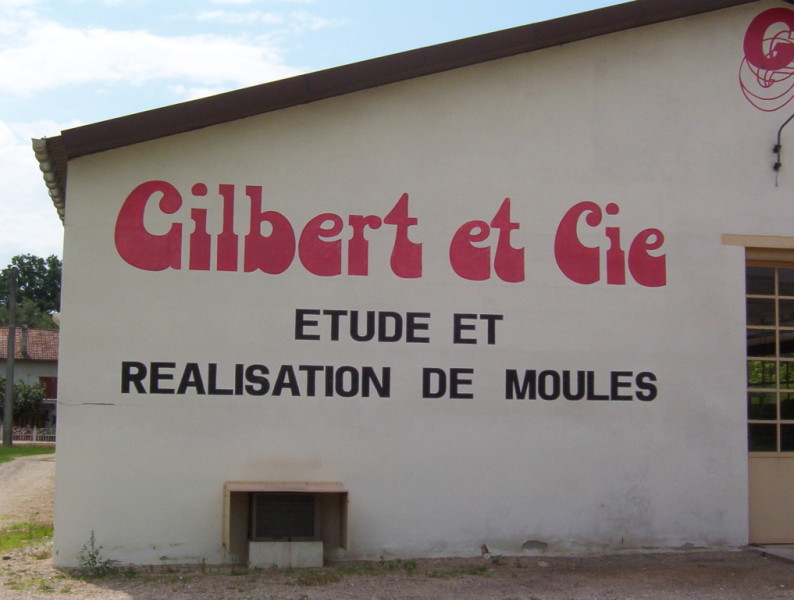 Gilbert et Cie
ETUDE ET
REALISATION DE MOULES